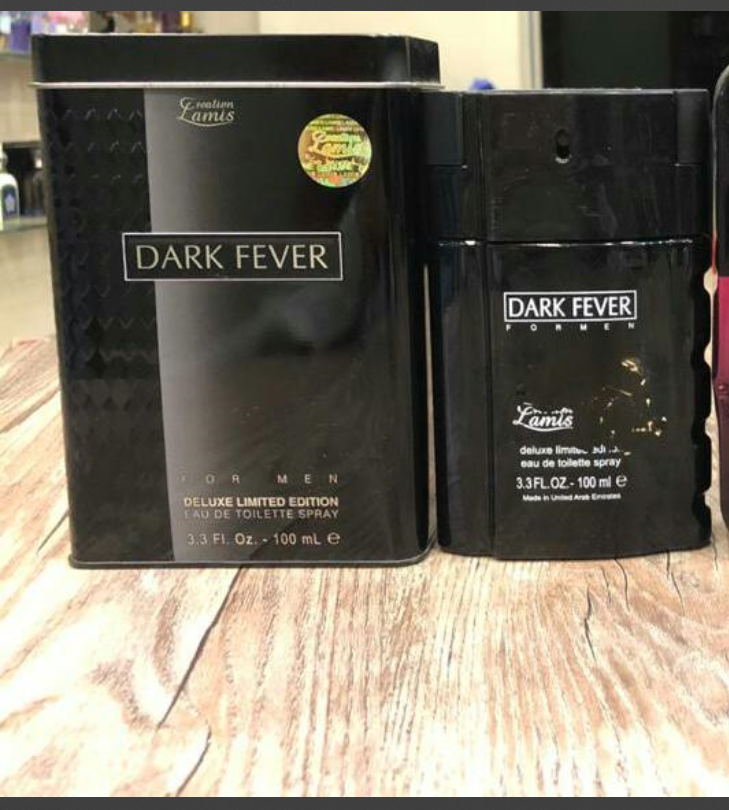 Creation
Lamis
Lamis
DARK FEVER
FOR MEN
DELUXE LIMITED EDITION
EAU DE TOILETTE SPRAY
3.3 Fl. Oz. - 100 mL e
DARK FEVER
FOR MEN
Lamis
deluxe
eau de toilette spray
3.3 FL.OZ.- 100 ml e
Made in United Arab Emirates